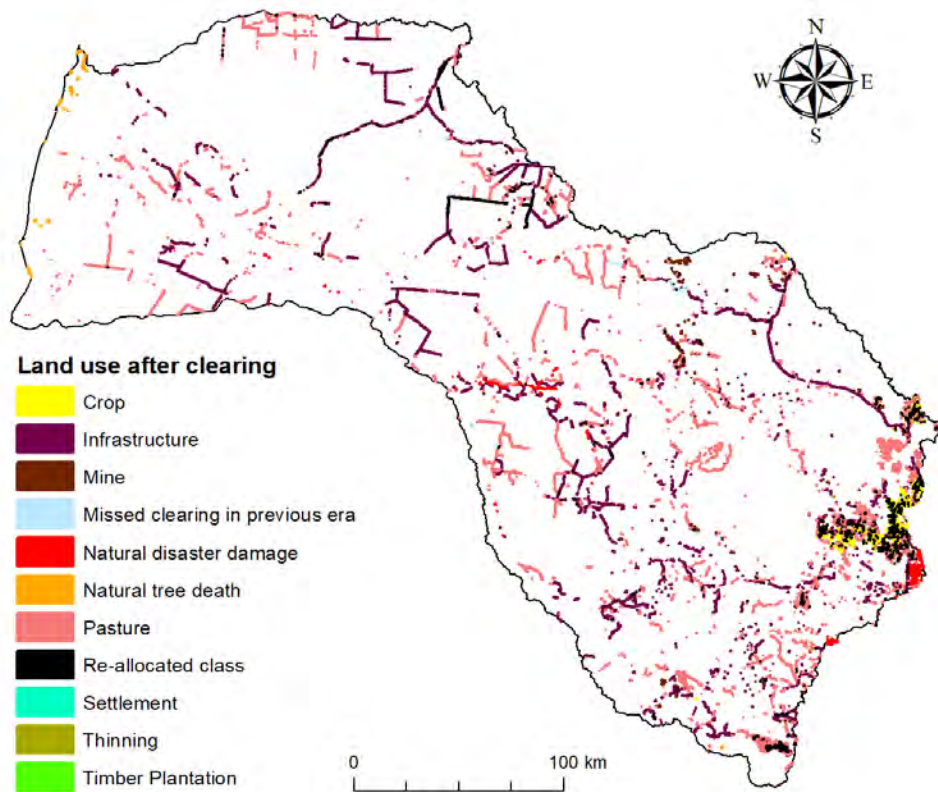 N
W E
S
Land use after clearing
Crop
Infrastructure
Mine
Missed clearing in previous era
Natural disaster damage
Natural tree death
Pasture
Re-allocated class
Settlement
Thinning
Timber Plantation
0 100 km